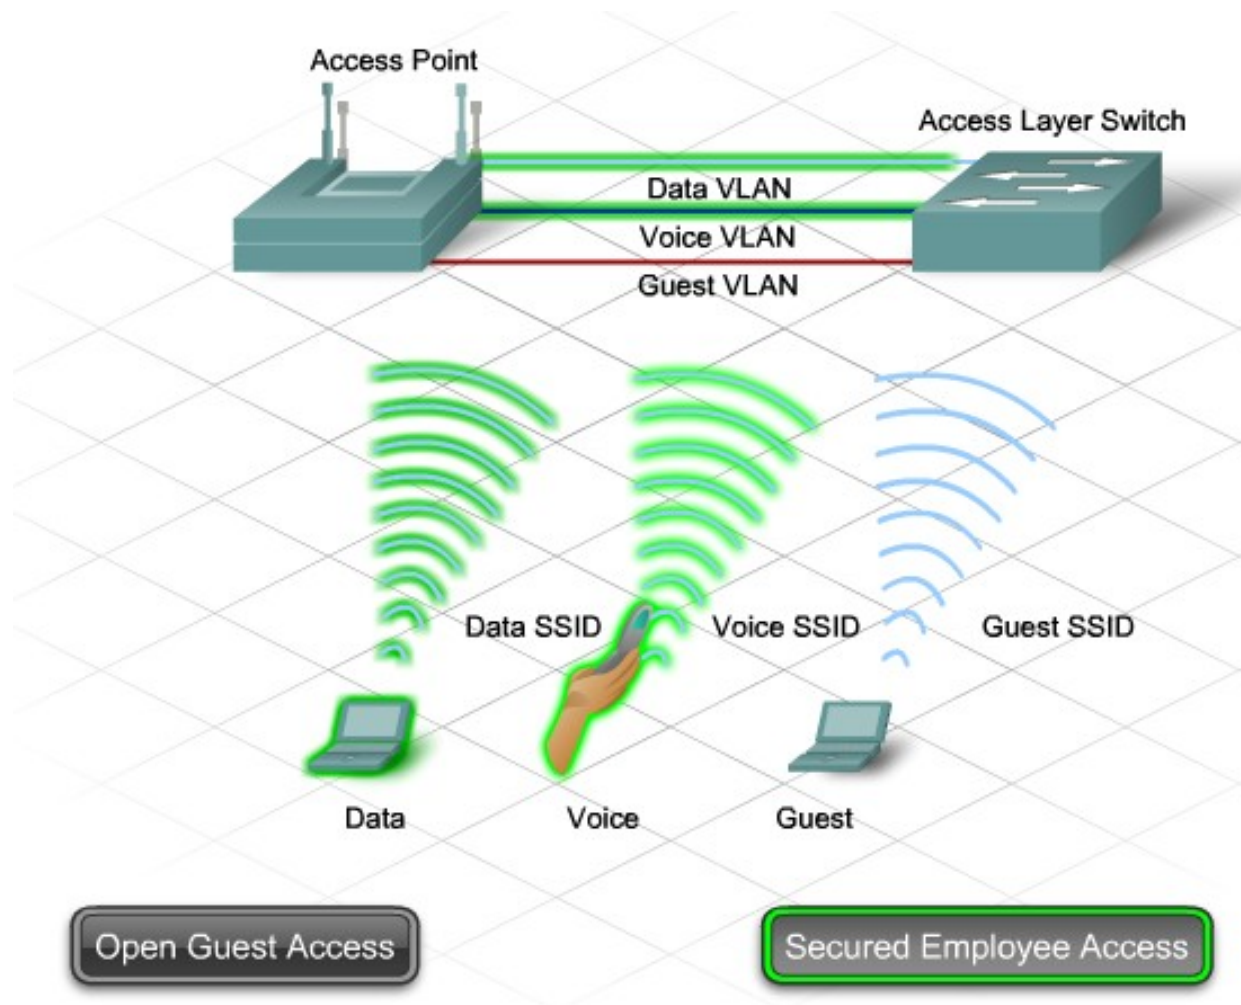 Access Point
Access Layer Switch
Data VLAN
Voice VLAN
Guest VLAN
Data SSID
Voice SSID
Guest SSID
Data
Voice
Guest
Open Guest Access
Secured Employee Access